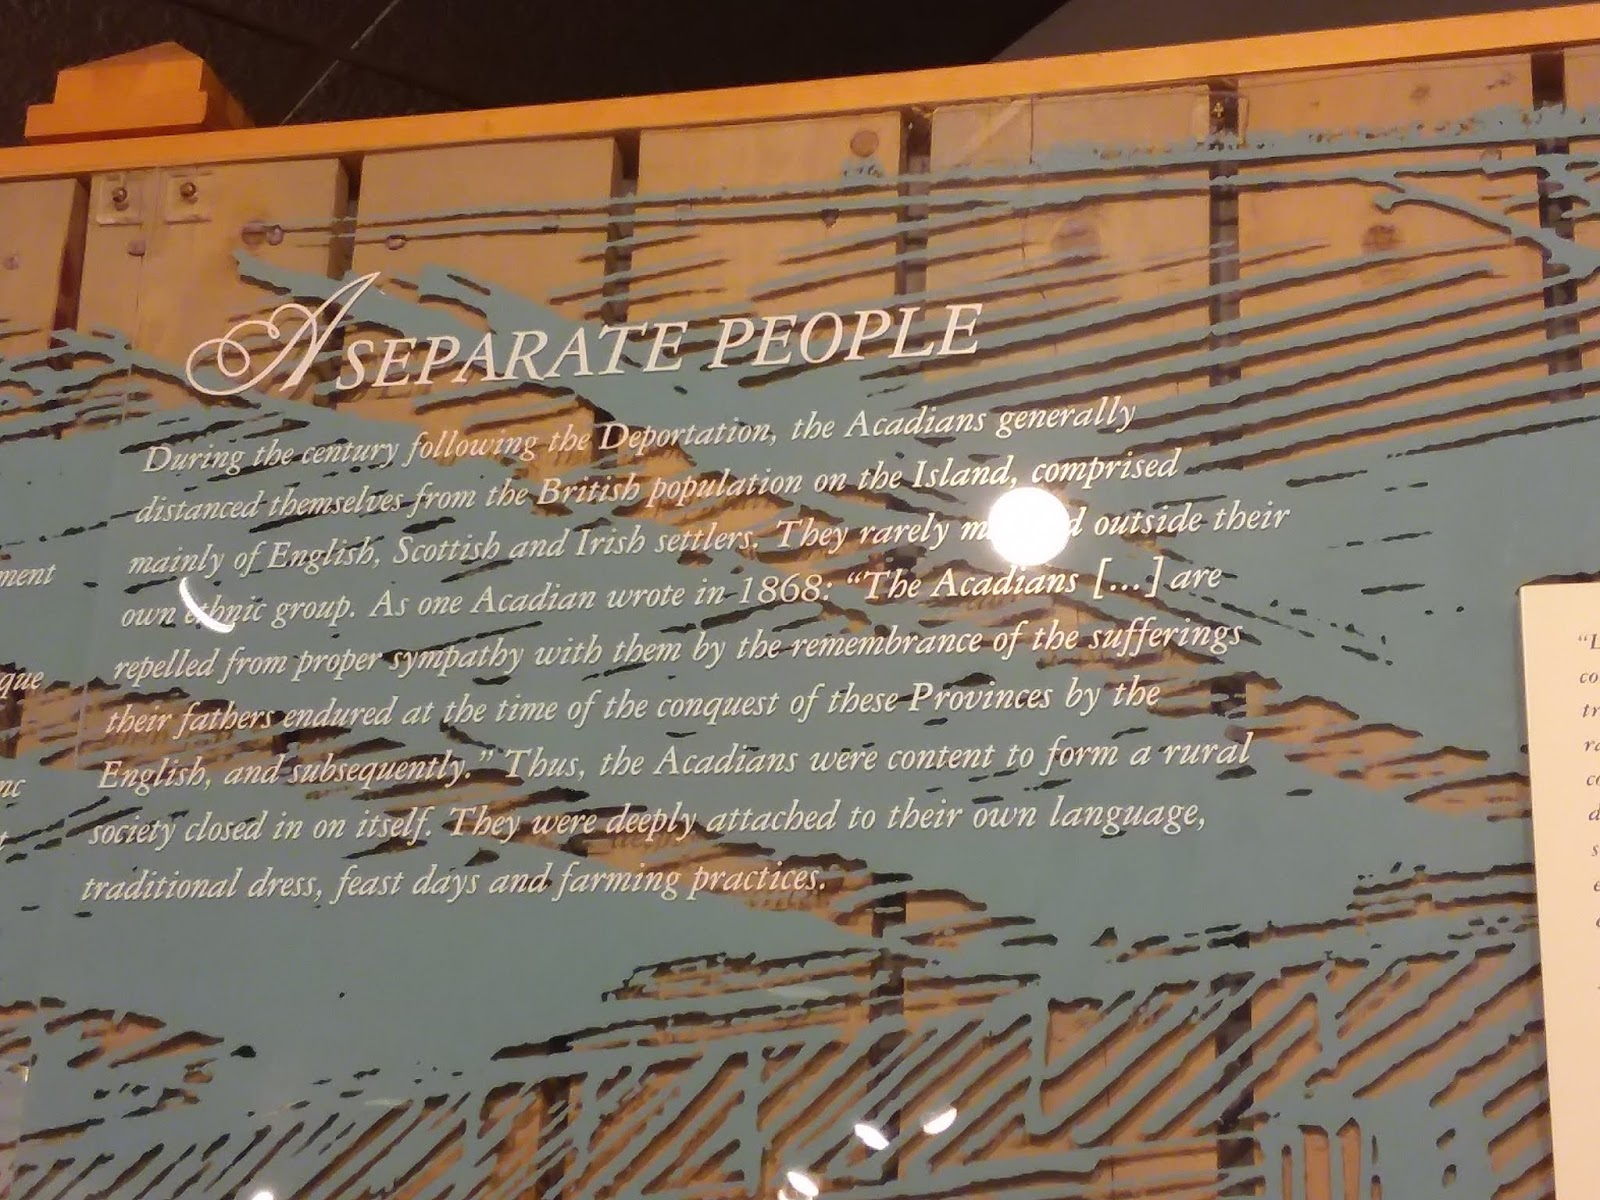 A SEPARATE PEOPLE
During the century following the Deportation, the Acadians generally
distanced themselves from the British population on the Island, comprised
mainly of English, Scottish and Irish settlers. They rarely outside their
own ethnic group. As one Acadian wrote in 1868: “The Acadians [...] are
repelled from proper sympathy with them by the remembrance of the sufferings
their fathers endured at the time of the conquest of these Provinces by the
English, and subsequently.” Thus, the Acadians were content to form a rural
society closed in on itself. They were deeply attached to their own language,
traditional dress, feast days and farming practices.